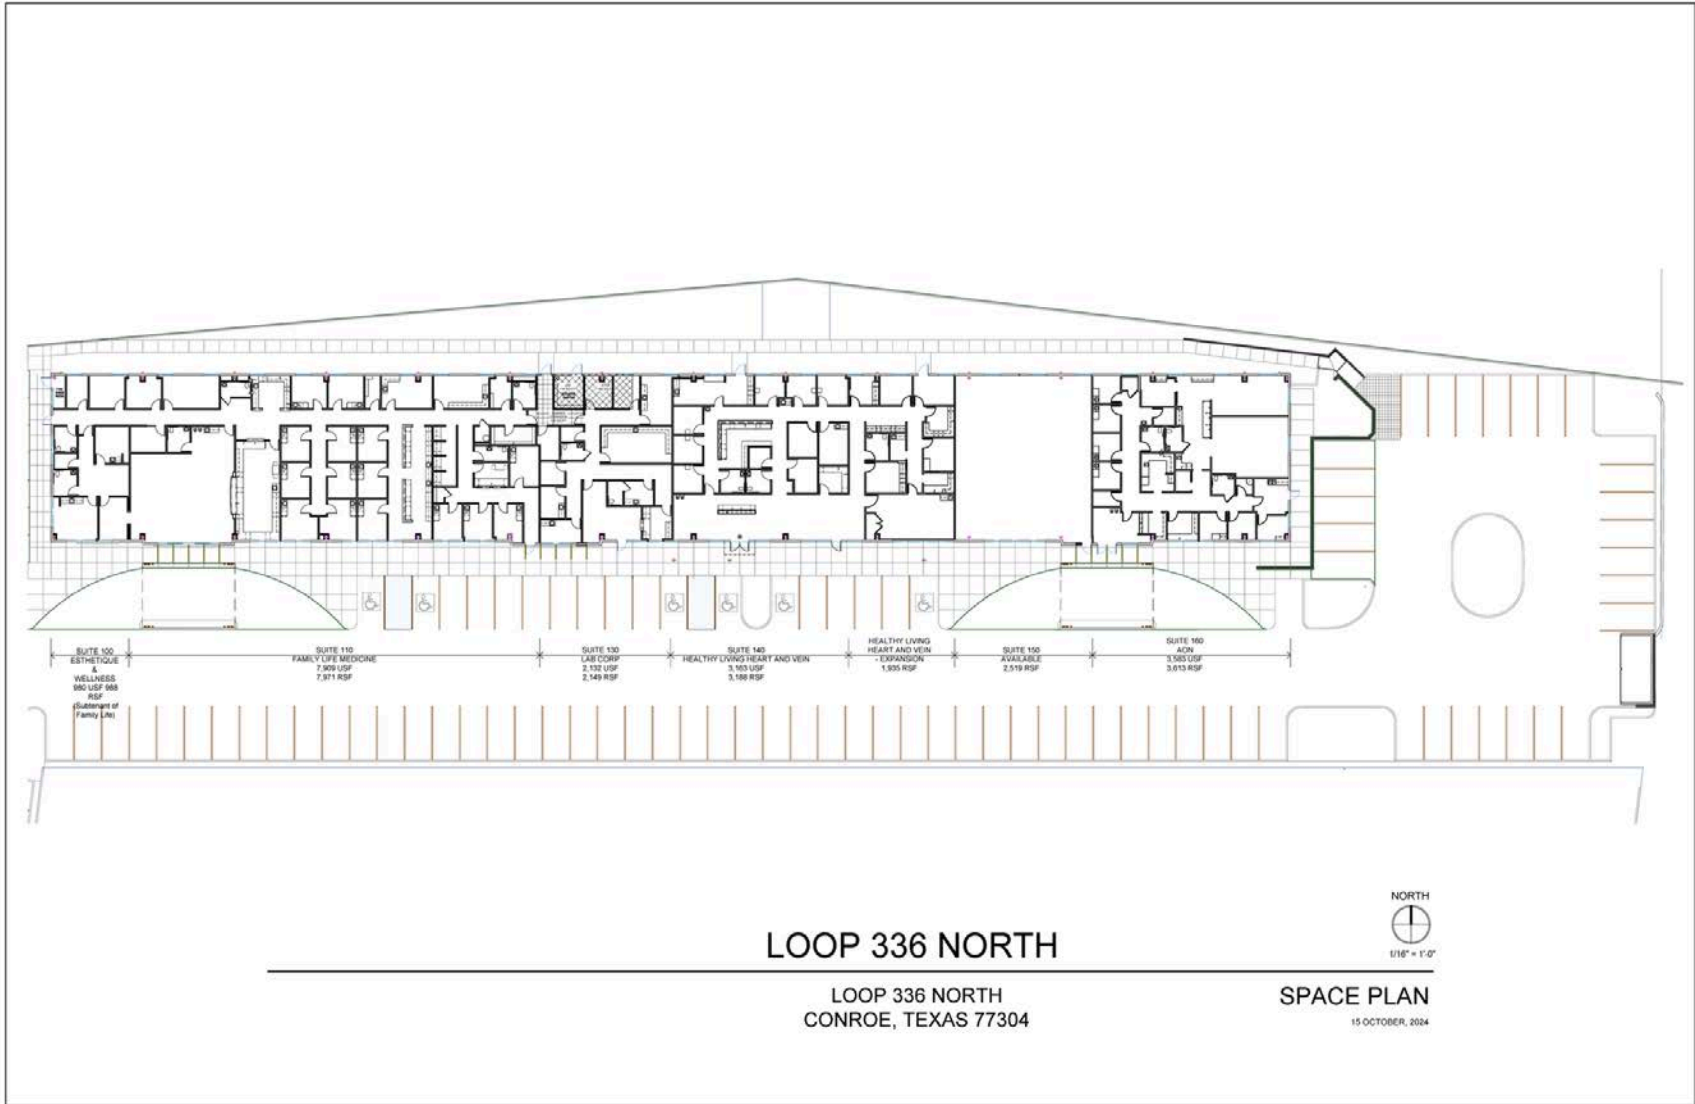 SUITE 100
ESTHETIQUE
&
WELLNESS
980 USF 988
RSF
(Subtenant of
Family Life)
SUITE 110
FAMILY LIFE MEDICINE
7,909 USF
7,971 RSF
SUITE 130
LAB CORP
2,132 USF
2,149 RSF
SUITE 140
HEALTHY LIVING HEART AND VEIN
3,163 USF
3,188 RSF
HEALTHY LIVING
HEART AND VEIN
- EXPANSION
1,935 RSF
SUITE 150
AVAILABLE
2,519 RSF
SUITE 160
AON
3,583 USF
3,613 RSF
NORTH
1/16" = 1'-0"
LOOP 336 NORTH
LOOP 336 NORTH
CONROE, TEXAS 77304
SPACE PLAN
15 OCTOBER, 2024